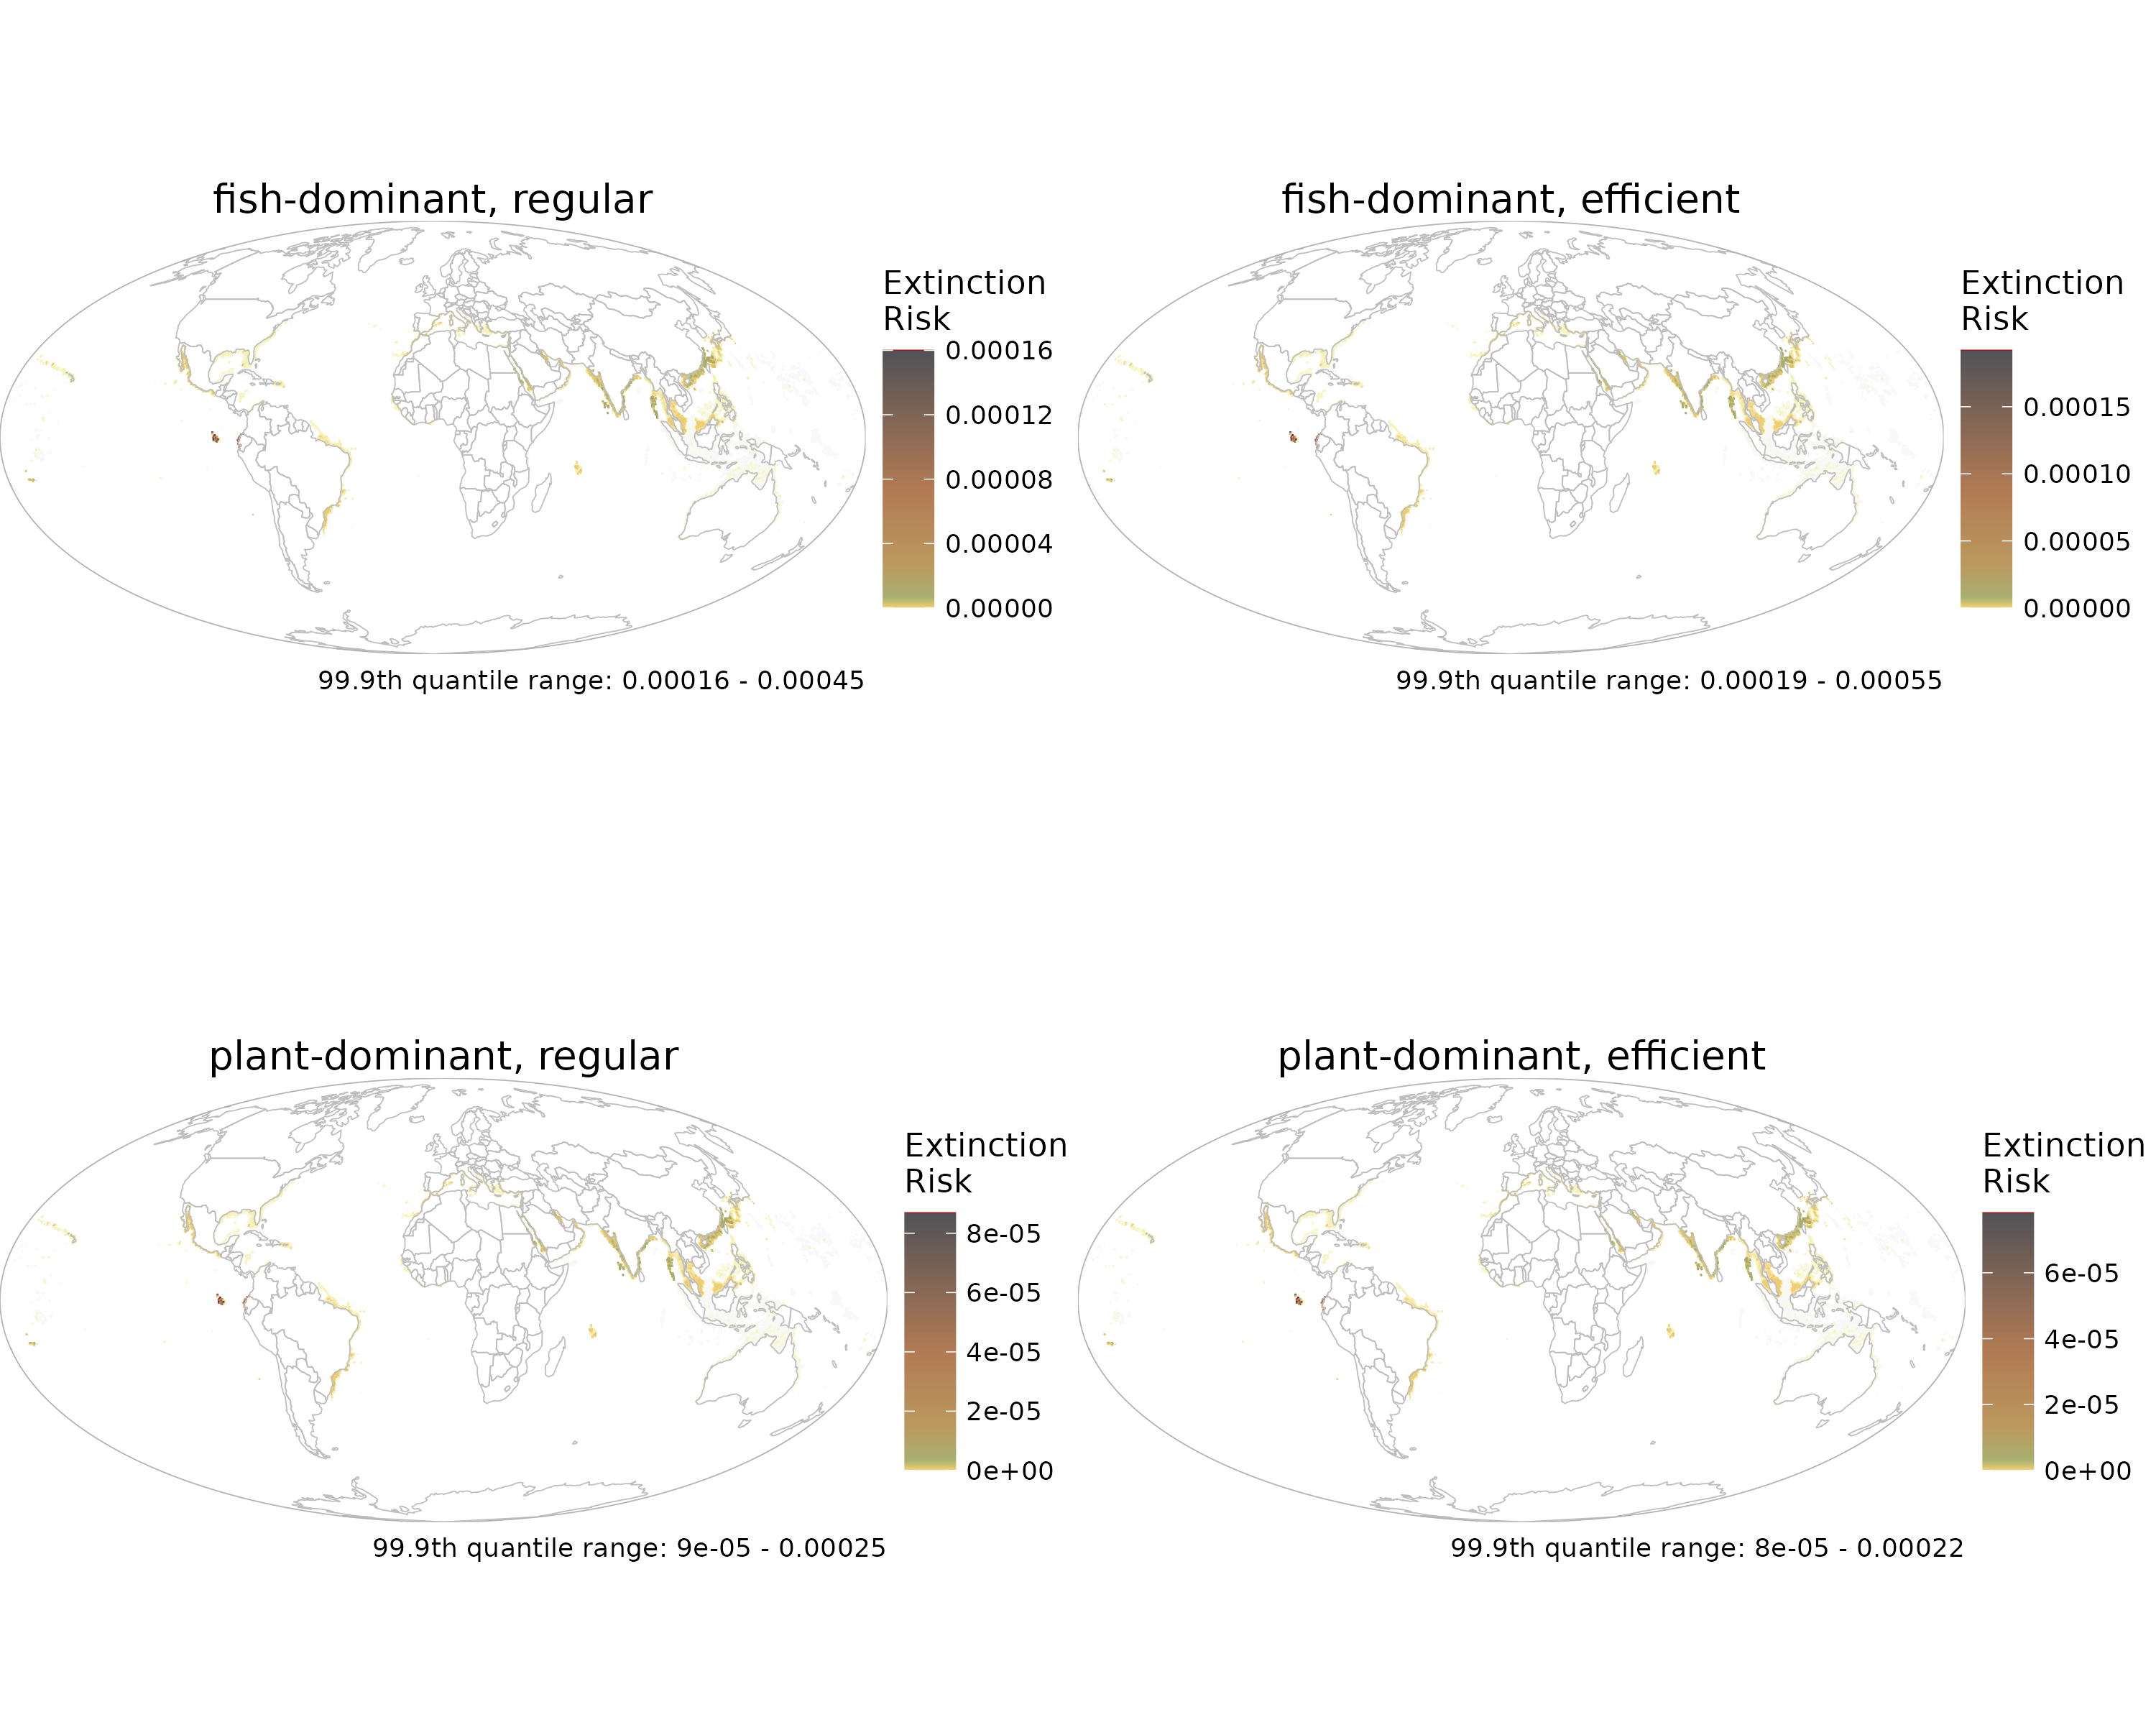 fish-dominant, regular
Extinction
Risk
0.00016
0.00012
0.00008
0.00004
0.00000
99.9th quantile range: 0.00016 - 0.00045
fish-dominant, efficient
Extinction
Risk
0.00015
0.00010
0.00005
0.00000
99.9th quantile range: 0.00019 - 0.00055
plant-dominant, regular
Extinction
Risk
8e-05
6e-05
4e-05
2e-05
0e+00
99.9th quantile range: 9e-05 - 0.00025
plant-dominant, efficient
Extinction
Risk
6e-05
4e-05
2e-05
0e+00
99.9th quantile range: 8e-05 - 0.00022